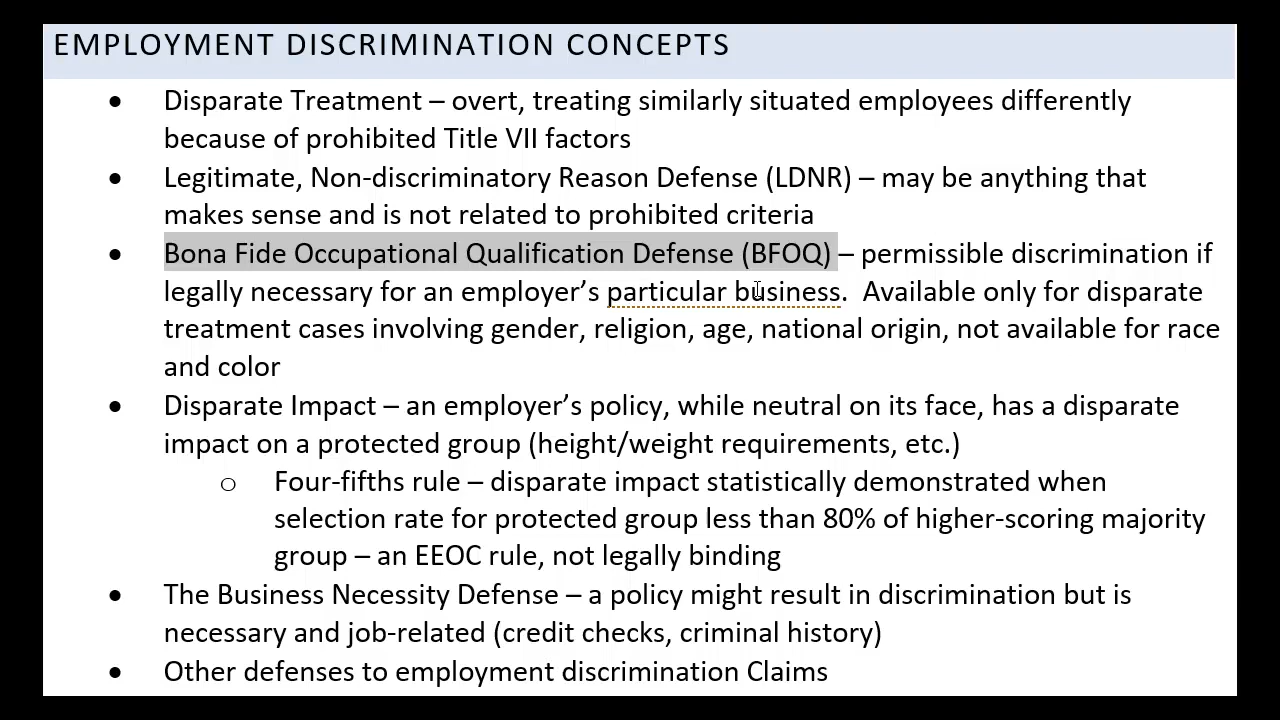 EMPLOYMENT DISCRIMINATION CONCEPTS
• Disparate Treatment – overt, treating similarly situated employees differently
because of prohibited Title VII factors
• Legitimate, Non-discriminatory Reason Defense (LDNR) – may be anything that
makes sense and is not related to prohibited criteria
• Bona Fide Occupational Qualification Defense (BFOQ) – permissible discrimination if
legally necessary for an employer’s particular business.  Available only for disparate
treatment cases involving gender, religion, age, national origin, not available for race
and color
• Disparate Impact – an employer’s policy, while neutral on its face, has a disparate
impact on a protected group (height/weight requirements, etc.)
o Four-fifths rule – disparate impact statistically demonstrated when
selection rate for protected group less than 80% of higher-scoring majority
group – an EEOC rule, not legally binding
• The Business Necessity Defense – a policy might result in discrimination but is
necessary and job-related (credit checks, criminal history)
• Other defenses to employment discrimination Claims